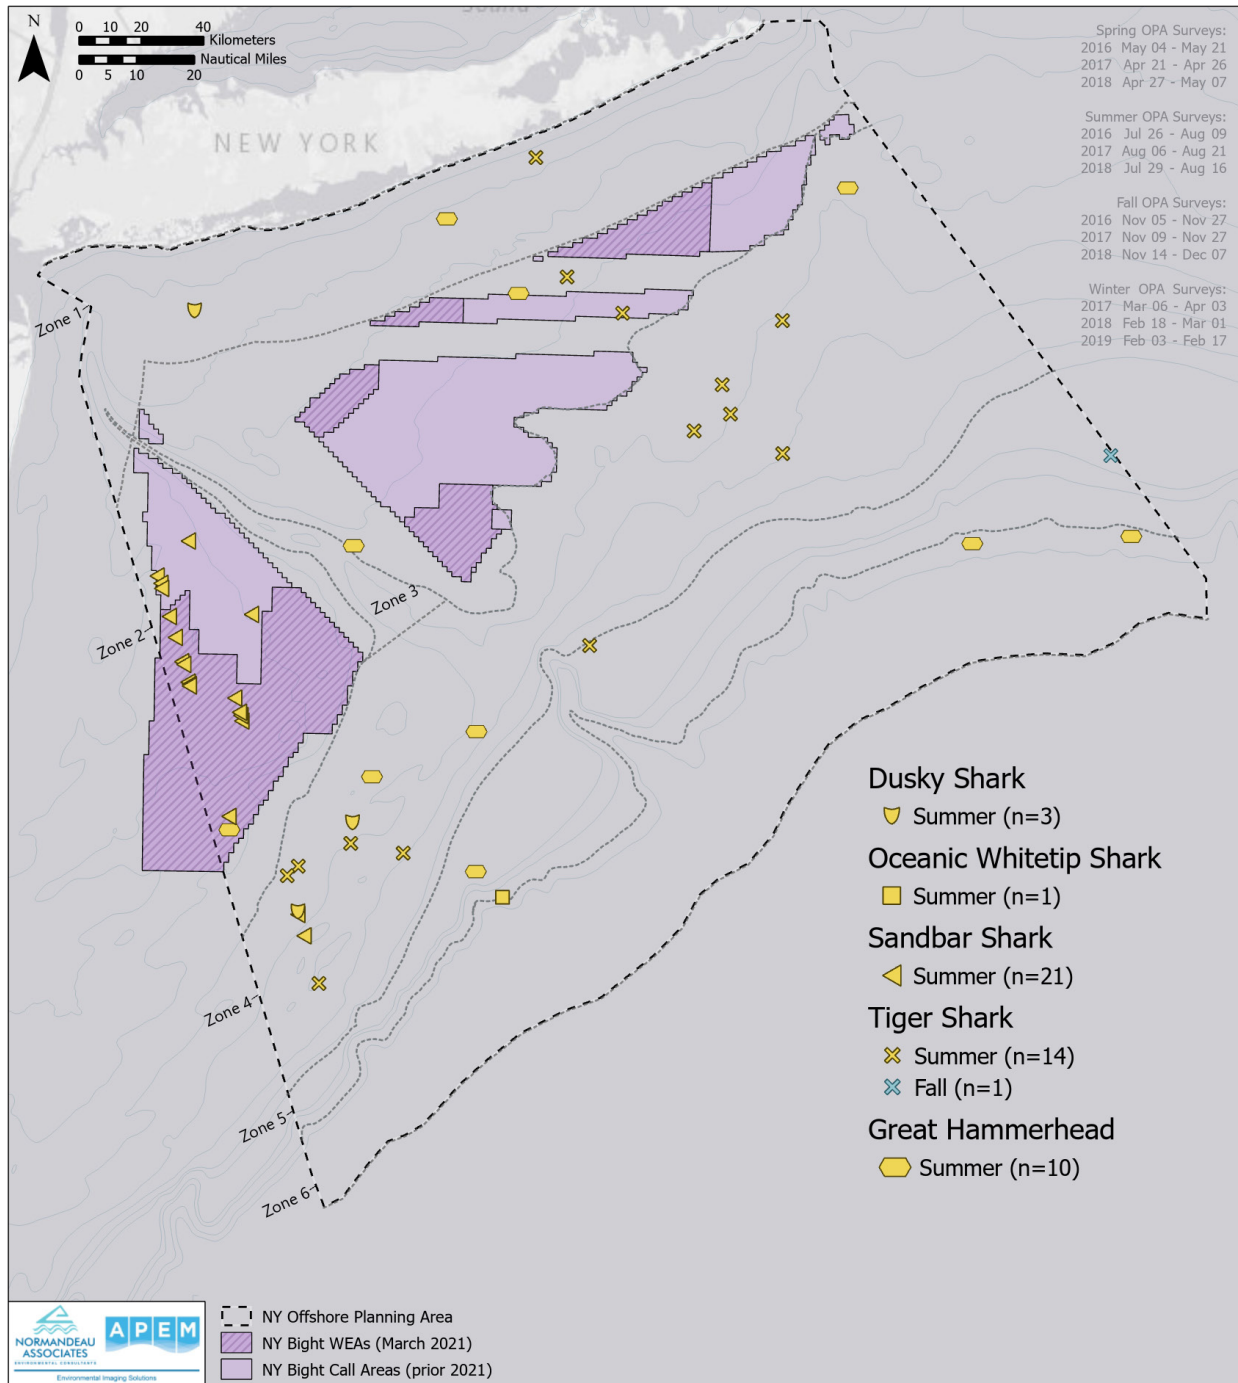 Sound
N
0 10 20 40
Kilometers
Nautical Miles
0 5 10 20
NEW YORK
Spring OPA Surveys:
2016 May 04 - May 21
2017 Apr 21 - Apr 26
2018 Apr 27 - May 07
Summer OPA Surveys:
2016 Jul 26 - Aug 09
2017 Aug 06 - Aug 21
2018 Jul 29 - Aug 16
Fall OPA Surveys:
2016 Nov 05 - Nov 27
2017 Nov 09 - Nov 27
2018 Nov 14 - Dec 07
Winter OPA Surveys:
2017 Mar 06 - Apr 03
2018 Feb 18 - Mar 01
2019 Feb 03 - Feb 17
Zone 1
Zone 2
Zone 3
Zone 4
Zone 5
Zone 6
Dusky Shark
Summer (n=3)
Oceanic Whitetip Shark
Summer (n=1)
Sandbar Shark
Summer (n=21)
Tiger Shark
Summer (n=14)
Fall (n=1)
Great Hammerhead
Summer (n=10)
NORMANDEAU
ASSOCIATES
ENVIRONMENTAL CONSULTANTS
APEM
Environmental Imaging Solutions
NY Offshore Planning Area
NY Bight WEAs (March 2021)
NY Bight Call Areas (prior 2021)